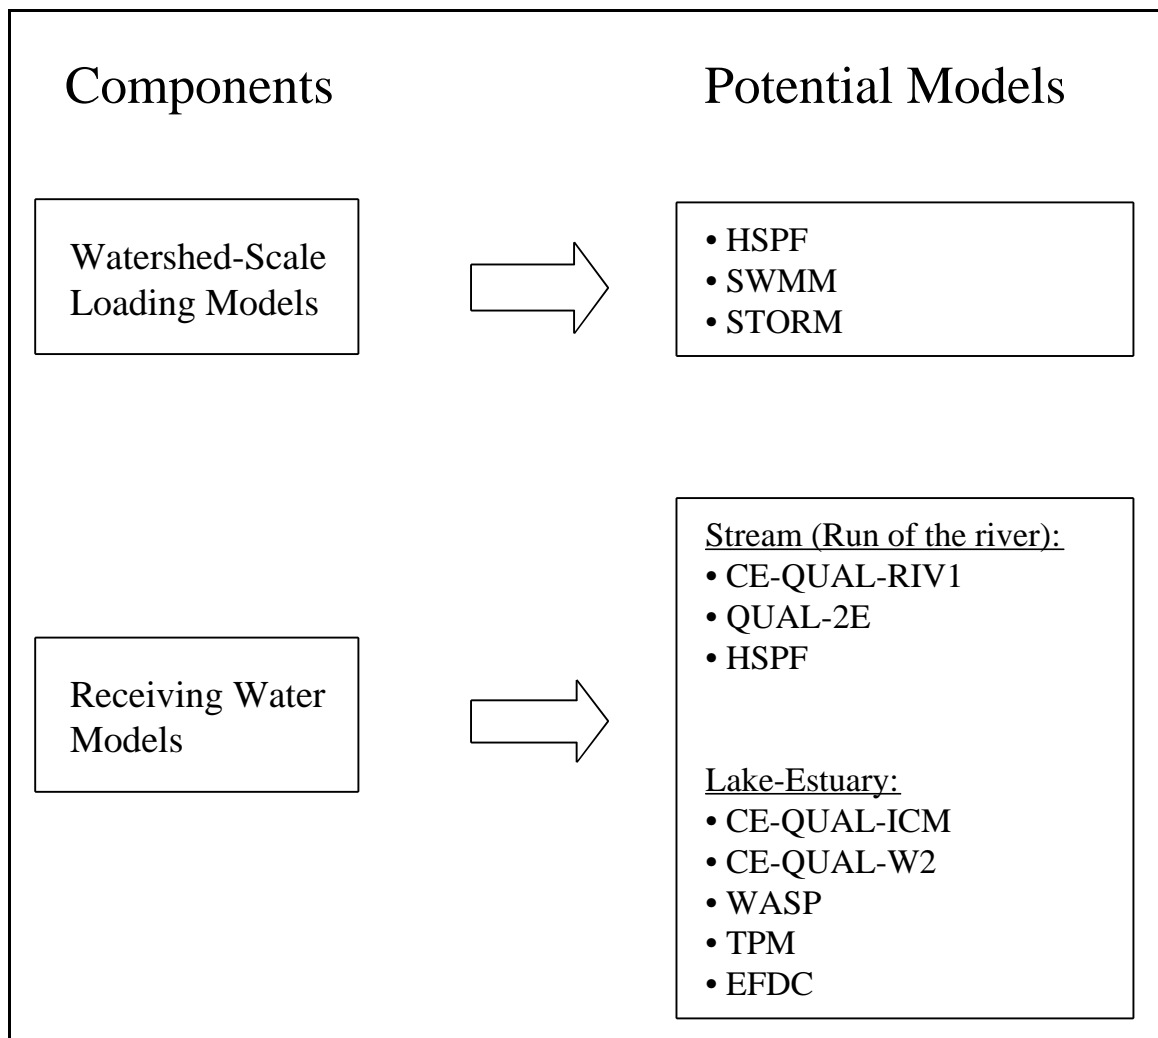 Components
Potential Models
Watershed-Scale
Loading Models
• HSPF
• SWMM
• STORM
Receiving Water
Models
Stream (Run of the river):
• CE-QUAL-RIV1
• QUAL-2E
• HSPF
Lake-Estuary:
• CE-QUAL-ICM
• CE-QUAL-W2
• WASP
• TPM
• EFDC